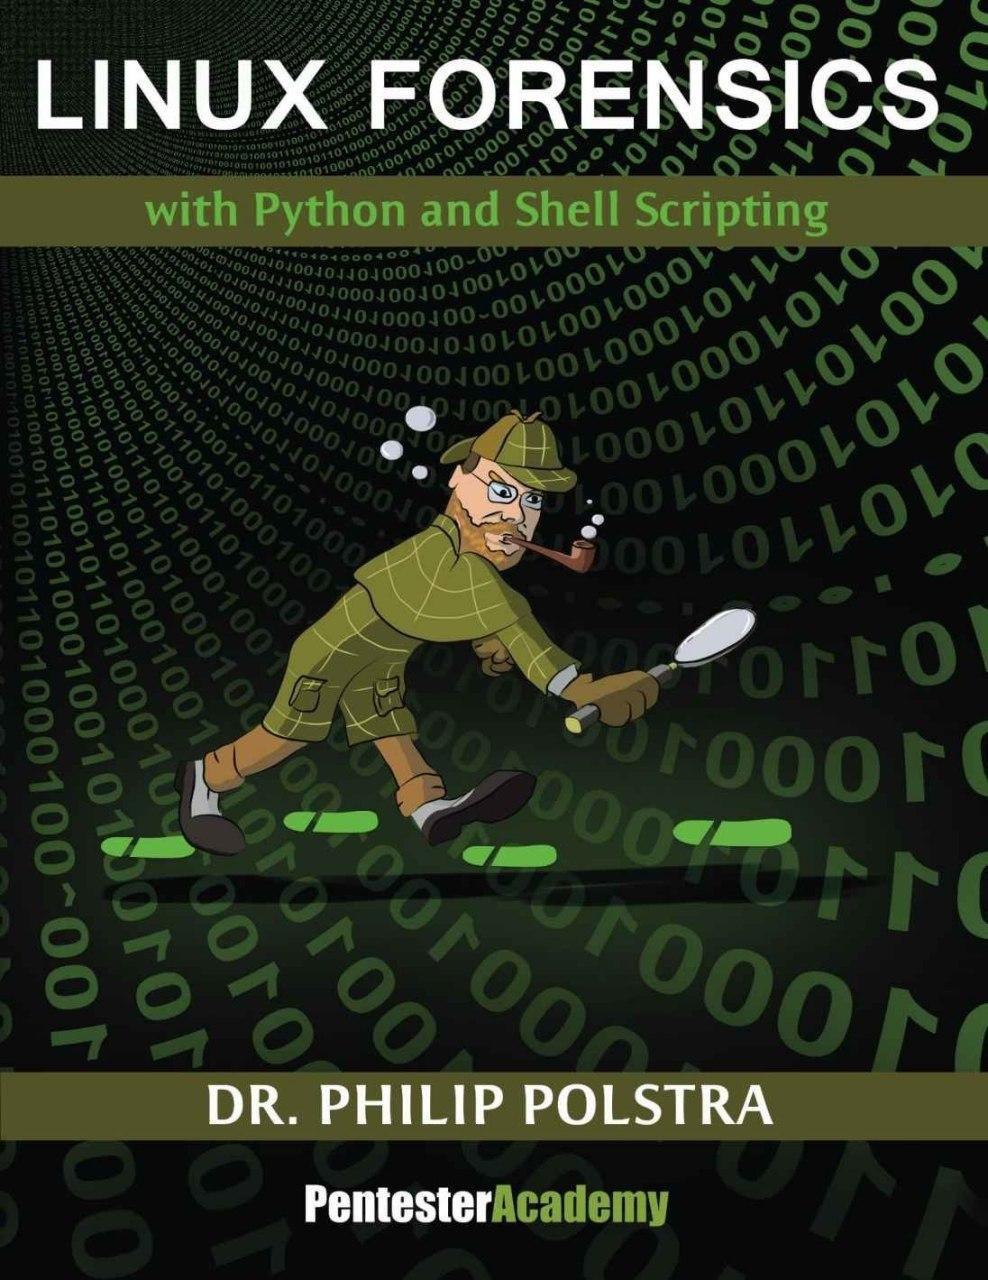 LINUX FORENSICS
with Python and Shell Scripting
DR. PHILIP POLSTRA
PentesterAcademy